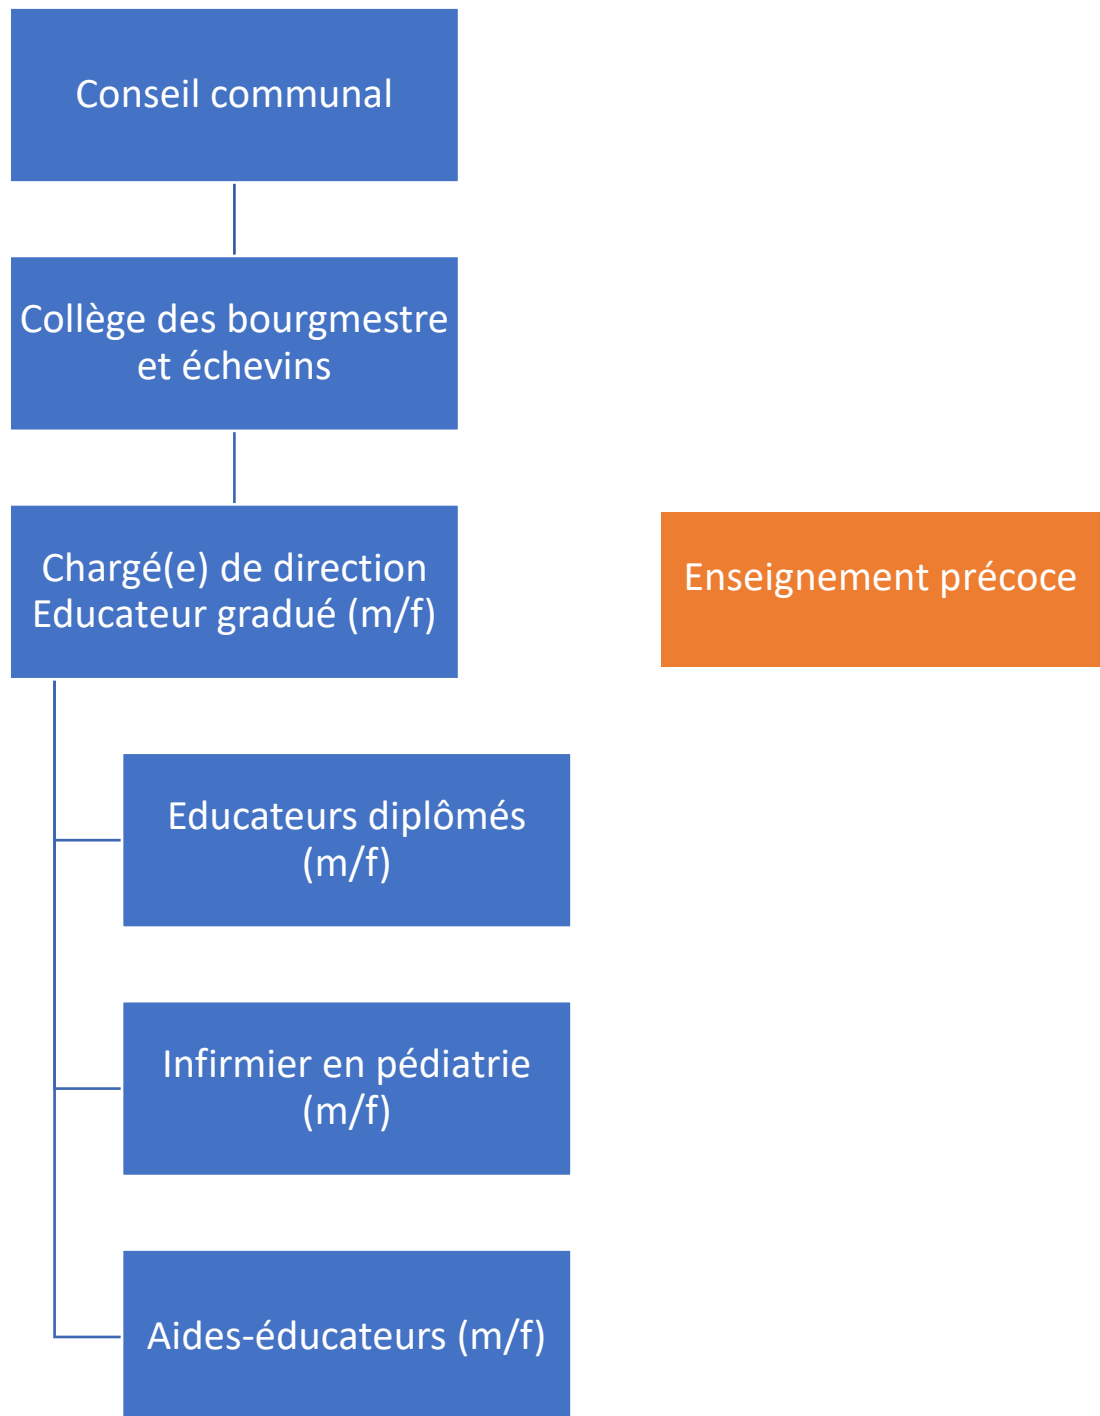 Conseil communal
Collège des bourgmestre
et échevins
Chargé(e) de direction
Educateur gradué (m/f)
Enseignement précoce
Educateurs diplômés
(m/f)
Infirmier en pédiatrie
(m/f)
Aides-éducateurs (m/f)